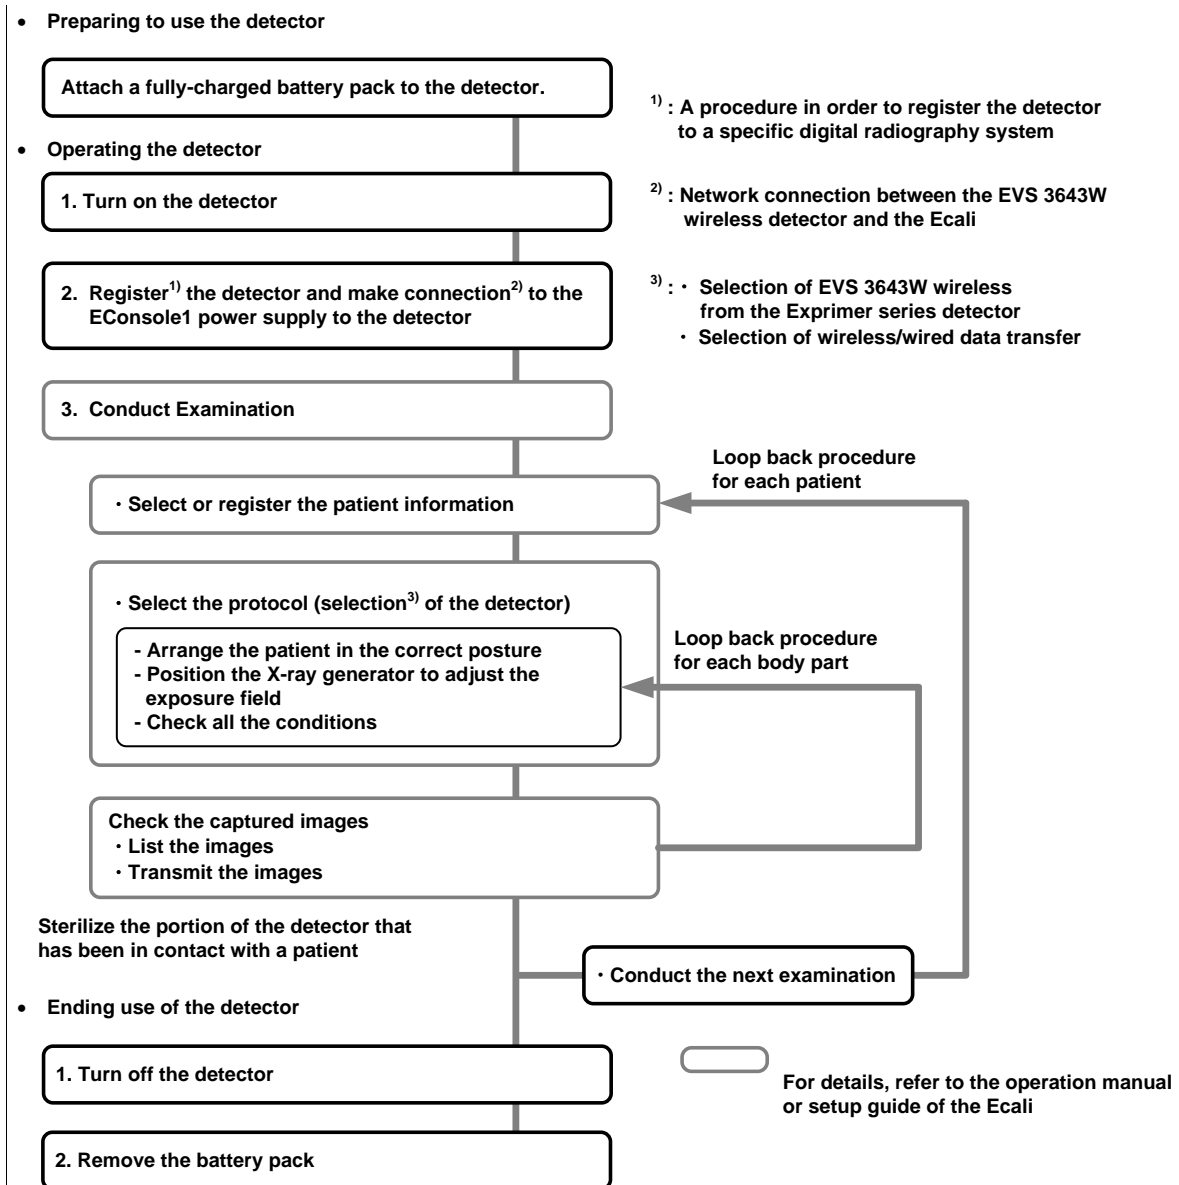 • Preparing to use the detector
Attach a fully-charged battery pack to the detector.
1) : A procedure in order to register the detector
to a specific digital radiography system
• Operating the detector
1. Turn on the detector
2) : Network connection between the EVS 3643W
wireless detector and the Ecali
2. Register1) the detector and make connection2) to the
EConsole1 power supply to the detector
3) : · Selection of EVS 3643W wireless
from the Exprimer series detector
· Selection of wireless/wired data transfer
3. Conduct Examination
Loop back procedure
for each patient
· Select or register the patient information
· Select the protocol (selection3) of the detector)
- Arrange the patient in the correct posture
- Position the X-ray generator to adjust the
exposure field
- Check all the conditions
Loop back procedure
for each body part
Check the captured images
· List the images
· Transmit the images
Sterilize the portion of the detector that
has been in contact with a patient
· Conduct the next examination
• Ending use of the detector
1. Turn off the detector
For details, refer to the operation manual
or setup guide of the Ecali
2. Remove the battery pack